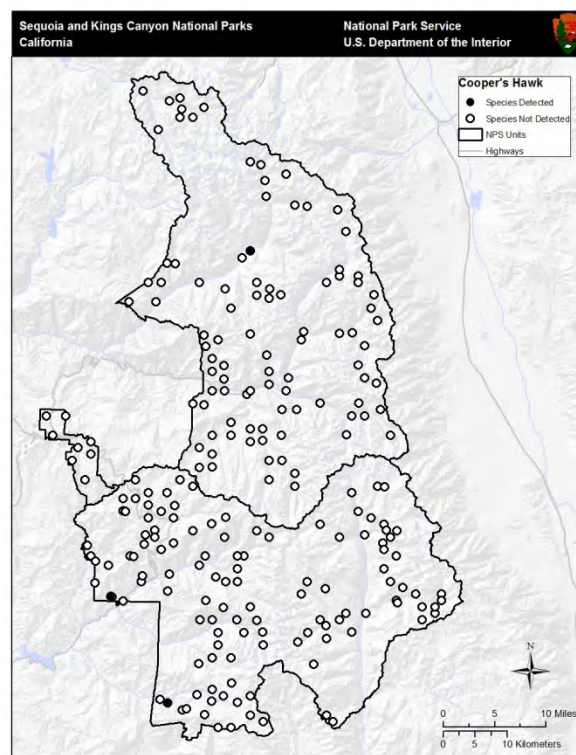 Sequoia and Kings Canyon National Parks
California
National Park Service
U.S. Department of the Interior
Cooper's Hawk
Species Detected
Species Not Detected
NPS Units
Highways
N
0 5 10 Miles
0 5 10 Kilometers